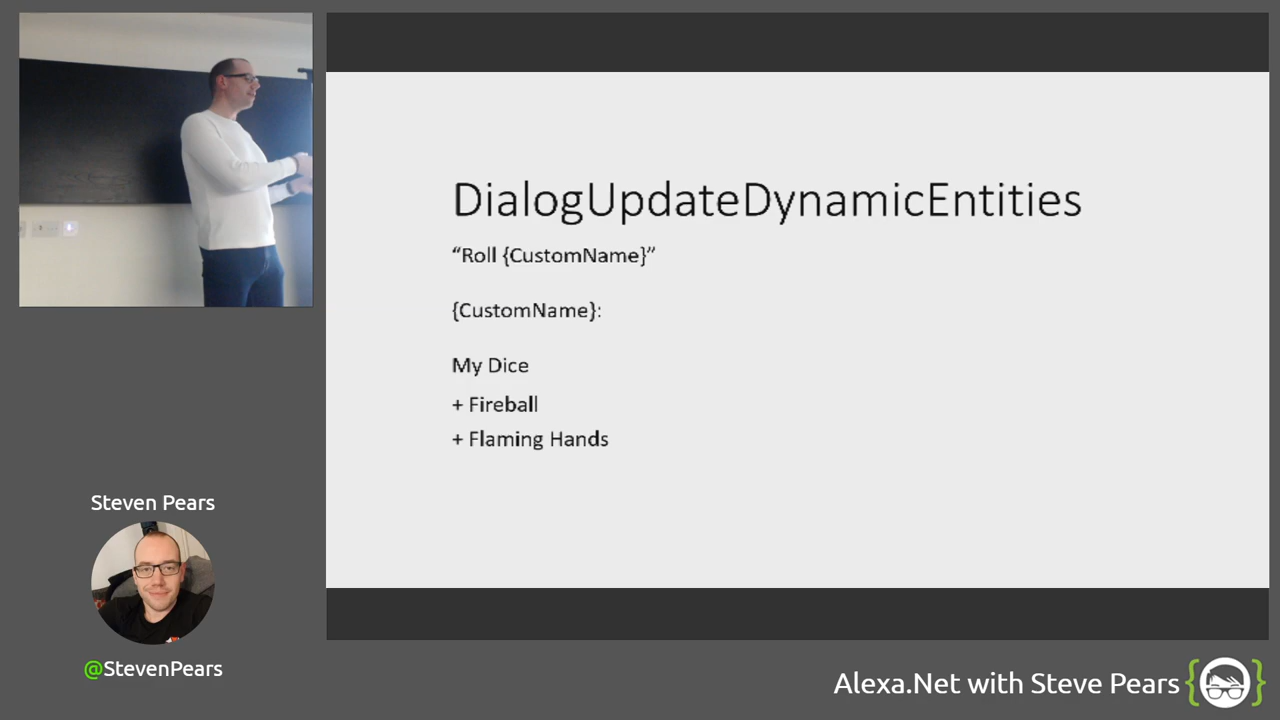 DialogUpdateDynamicEntities
“Roll {CustomName}”
{CustomName}:
My Dice
+ Fireball
+ Flaming Hands
Steven Pears
@StevenPears
Alexa.Net with Steve Pears